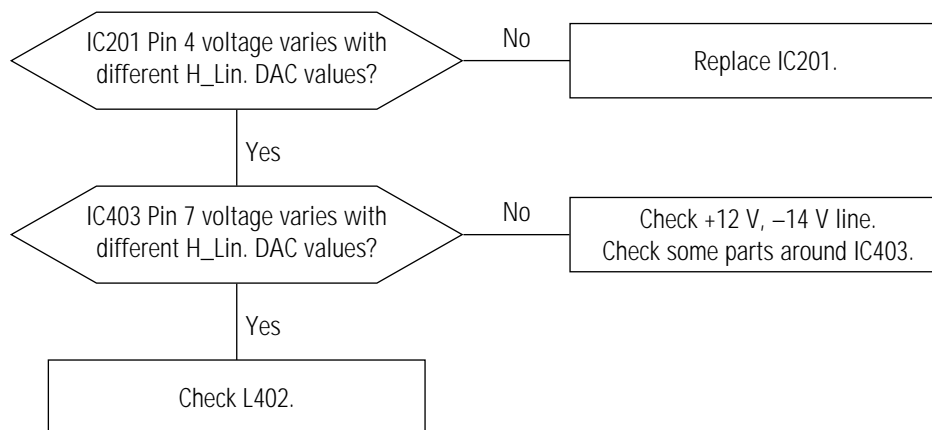 IC201 Pin 4 voltage varies with
different H_Lin. DAC values?
No
Replace IC201.
Yes
IC403 Pin 7 voltage varies with
different H_Lin. DAC values?
No
Check +12 V, –14 V line.
Check some parts around IC403.
Yes
Check L402.